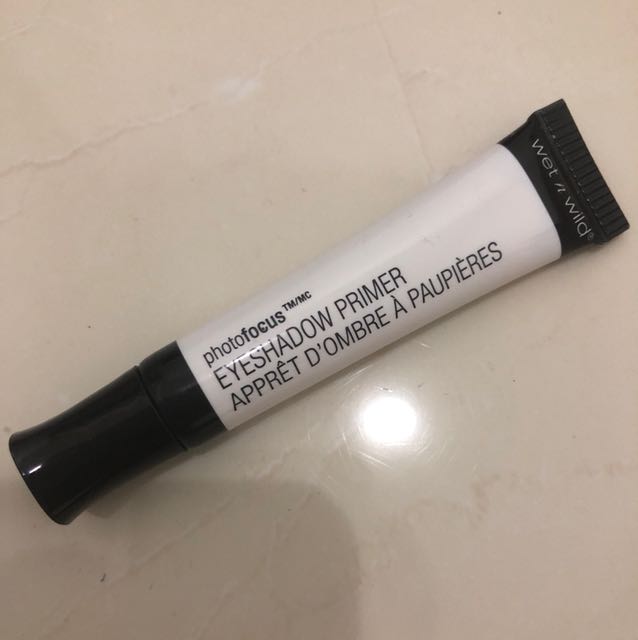 photofocus™/MC
EYESHADOW PRIMER
APPRÊT D'OMBRE À PAUPIÈRES
wet n wild®